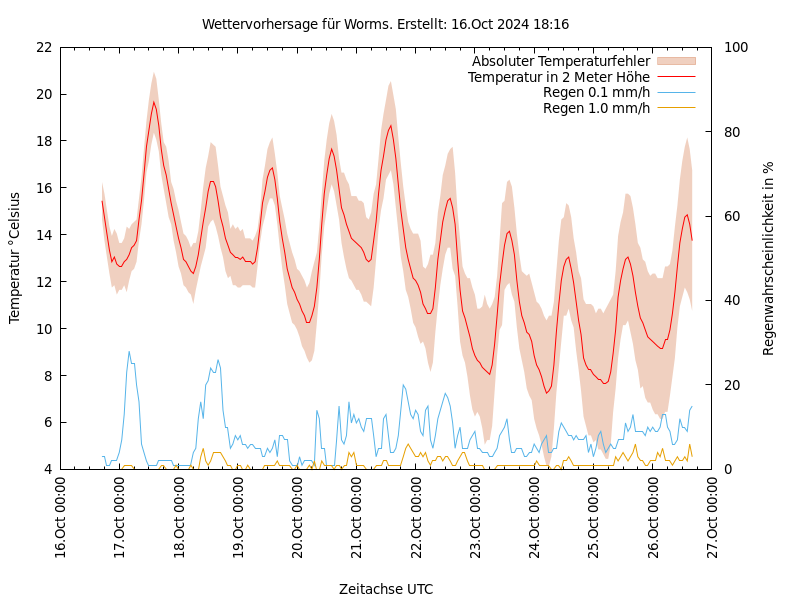 Wettervorhersage für Worms. Erstellt: 16.Oct 2024 18:16
Absoluter Temperaturfehler
Temperatur in 2 Meter Höhe
Regen 0.1 mm/h
Regen 1.0 mm/h
Temperatur °Celsius
22
20
18
16
14
12
10
8
6
4
100
80
60
40
20
0
Regenwahrscheinlichkeit in %
16.Oct 00:00
17.Oct 00:00
18.Oct 00:00
19.Oct 00:00
20.Oct 00:00
21.Oct 00:00
22.Oct 00:00
23.Oct 00:00
24.Oct 00:00
25.Oct 00:00
26.Oct 00:00
27.Oct 00:00
Zeitachse UTC